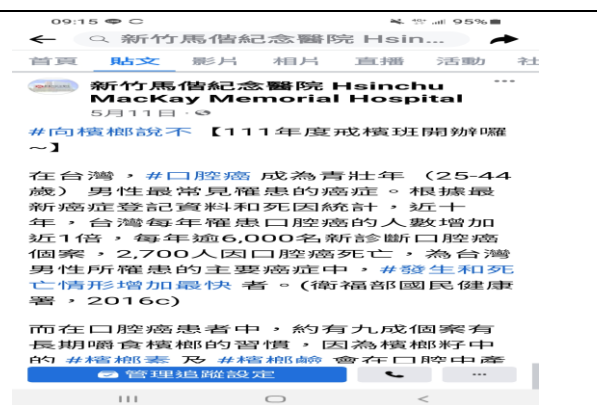 09:15
95%
新竹馬偕紀念醫院 Hsin...
首頁 貼文 影片 相片 直播 活動 社
新竹馬偕紀念醫院 Hsinchu
MacKay Memorial Hospital
5月11日
#向檳榔說不 【111年度戒檳班開辦囉
~】
在台灣，#口腔癌 成為青壯年 （25-44
歲） 男性最常見罹患的癌症。根據最
新癌症登記資料和死因統計，近十
年，台灣每年罹患口腔癌的人數增加
近1倍，每年逾6,000名新診斷口腔癌
個案，2,700人因口腔癌死亡，為台灣
男性所罹患的主要癌症中，#發生和死
亡情形增加最快 者。(衛福部國民健康
署，2016c)
而在口腔癌患者中，約有九成個案有
長期嚼食檳榔的習慣，因為檳榔籽中
的 #檳榔素 及 #檳榔鹼 會在口腔中產
管理追蹤設定